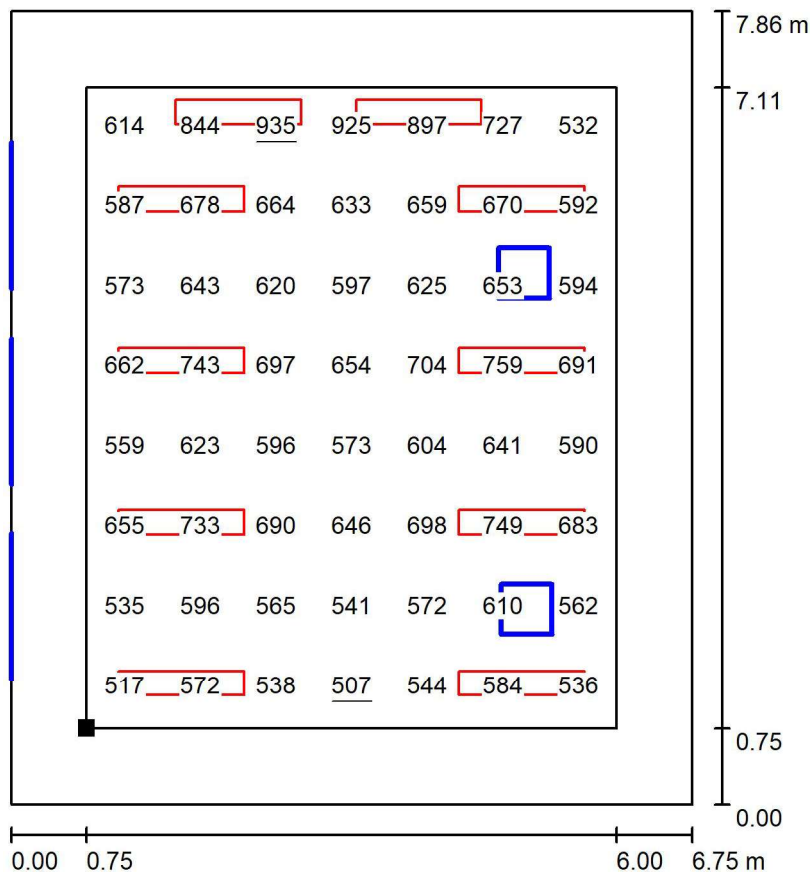 7.86 m
7.11
614 844 935 925 897 727 532
587 678 664 633 659 670 592
573 643 620 597 625 653 594
662 743 697 654 704 759 691
559 623 596 573 604 641 590
655 733 690 646 698 749 683
535 596 565 541 572 610 562
517 572 538 507 544 584 536
0.75
0.00
0.00 0.75 6.00 6.75 m